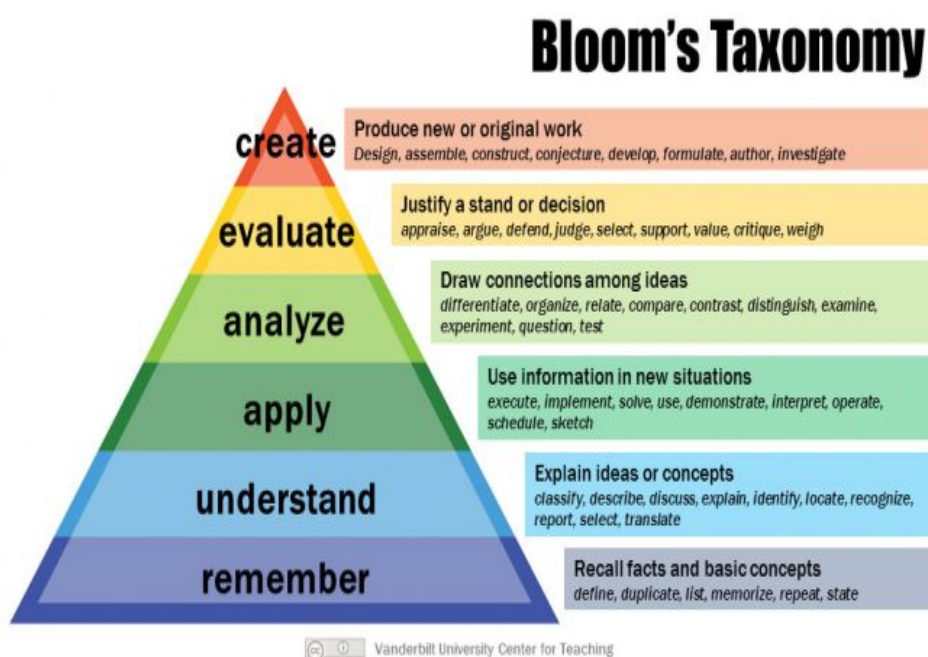 Bloom's Taxonomy
create
Produce new or original work
Design, assemble, construct, conjecture, develop, formulate, author, investigate
evaluate
Justify a stand or decision
appraise, argue, defend, judge, select, support, value, critique, weigh
analyze
Draw connections among ideas
differentiate, organize, relate, compare, contrast, distinguish, examine,
experiment, question, test
apply
Use information in new situations
execute, implement, solve, use, demonstrate, interpret, operate,
schedule, sketch
understand
Explain ideas or concepts
classify, describe, discuss, explain, identify, locate, recognize,
report, select, translate
remember
Recall facts and basic concepts
define, duplicate, list, memorize, repeat, state
cc Vanderbilt University Center for Teaching